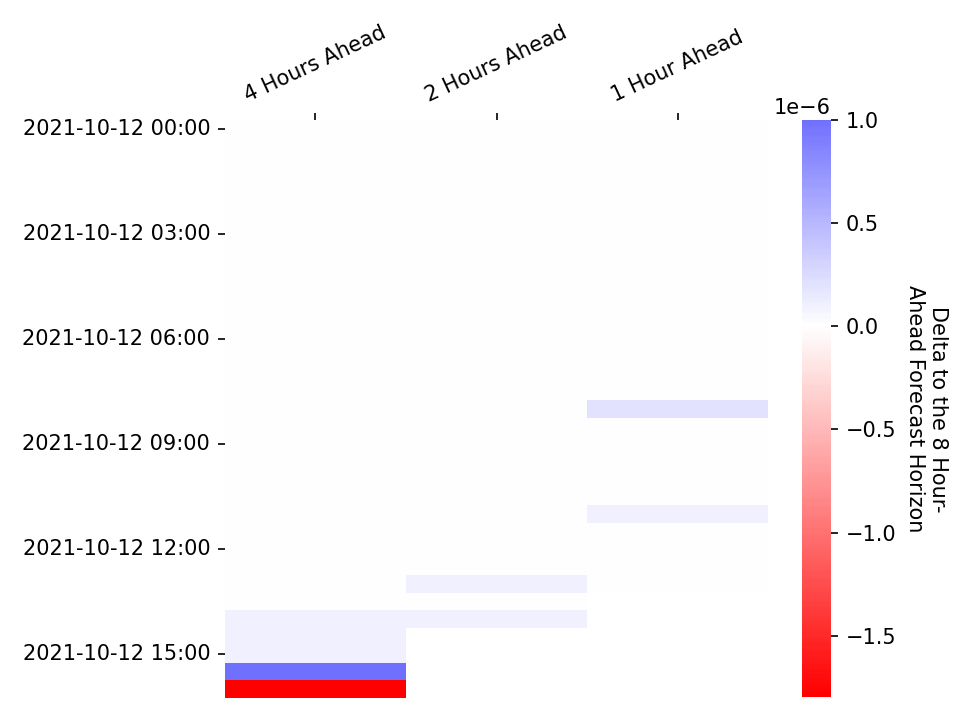 4 Hours Ahead
2 Hours Ahead
1 Hour Ahead
1e−6
2021-10-12 00:00
2021-10-12 03:00
2021-10-12 06:00
2021-10-12 09:00
2021-10-12 12:00
2021-10-12 15:00
1.0
0.5
0.0
−0.5
−1.0
−1.5
Delta to the 8 Hour-
Ahead Forecast Horizon